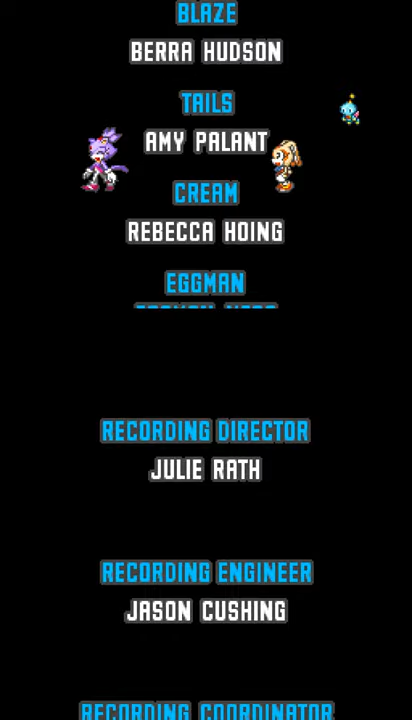 BLAZE
BERRA HUDSON
TAILS
AMY PALANT
CREAM
REBECCA HOING
EGGMAN
RECORDING DIRECTOR
JULIE RATH
RECORDING ENGINEER
JASON CUSHING
RECORDING COORDINATOR